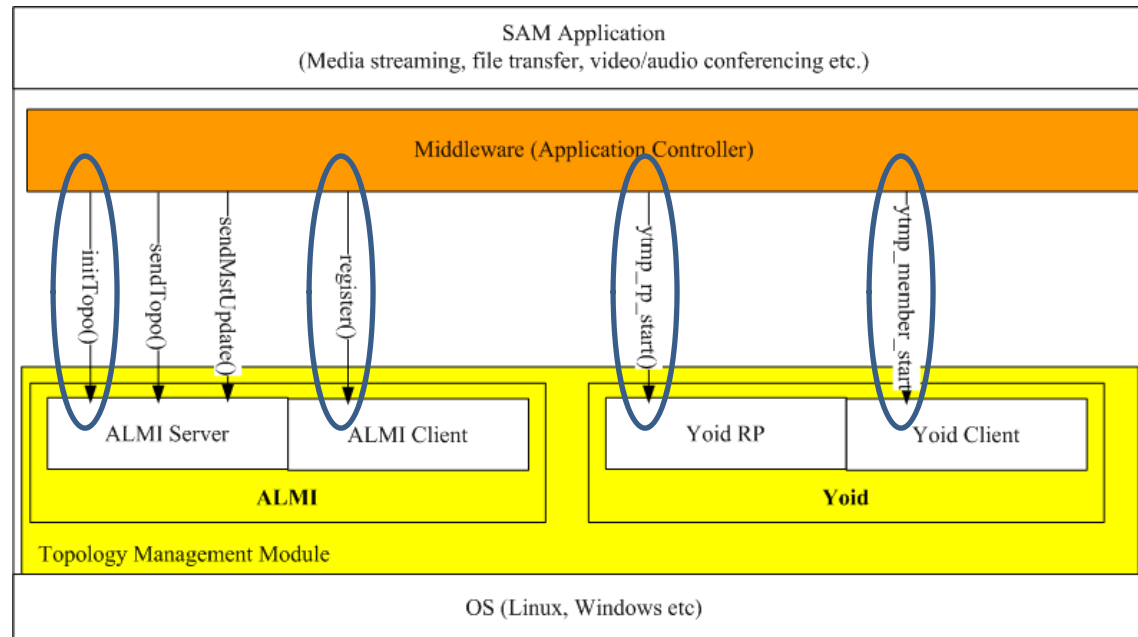 SAM Application
(Media streaming, file transfer, video/audio conferencing etc.)
Middleware (Application Controller)
initTopo()
sendTopo()
sendMstUpdate()
register()
ytmp_rp_start()
ytmp_member_start
ALMI Server
ALMI Client
Yoid RP
Yoid Client
ALMI
Yoid
Topology Management Module
OS (Linux, Windows etc)